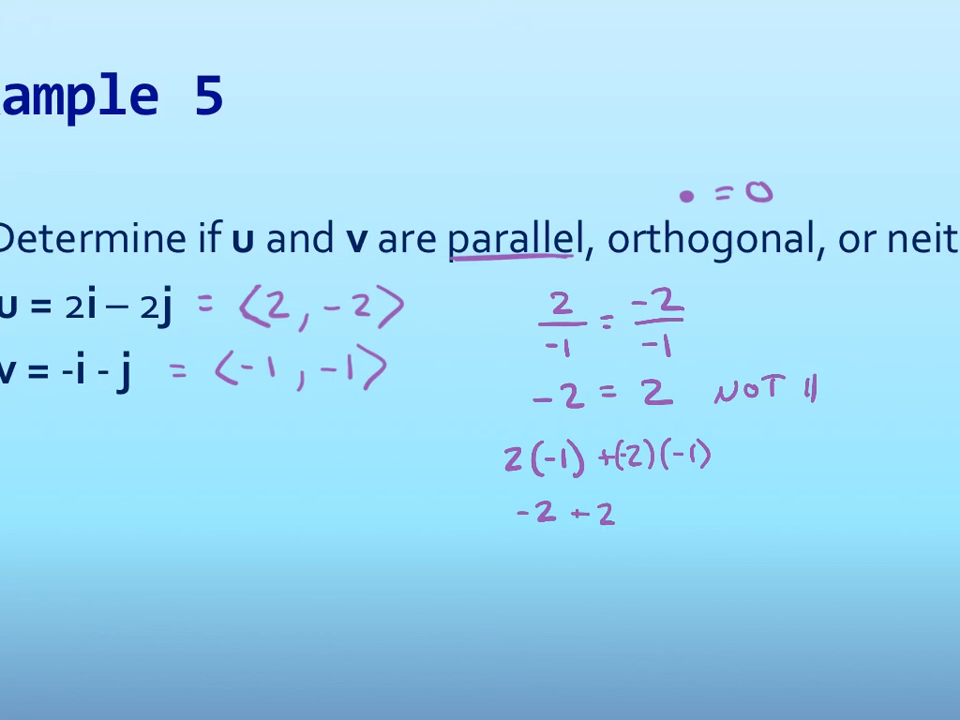 ample 5
• = 0
Determine if u and v are parallel, orthogonal, or neit
u = 2i – 2j = ⟨2, -2⟩
v = -i - j = ⟨-1, -1⟩
2/-1 = -2/-1
-2 = 2 NOT ||
2(-1) + (-2)(-1)
-2 + 2